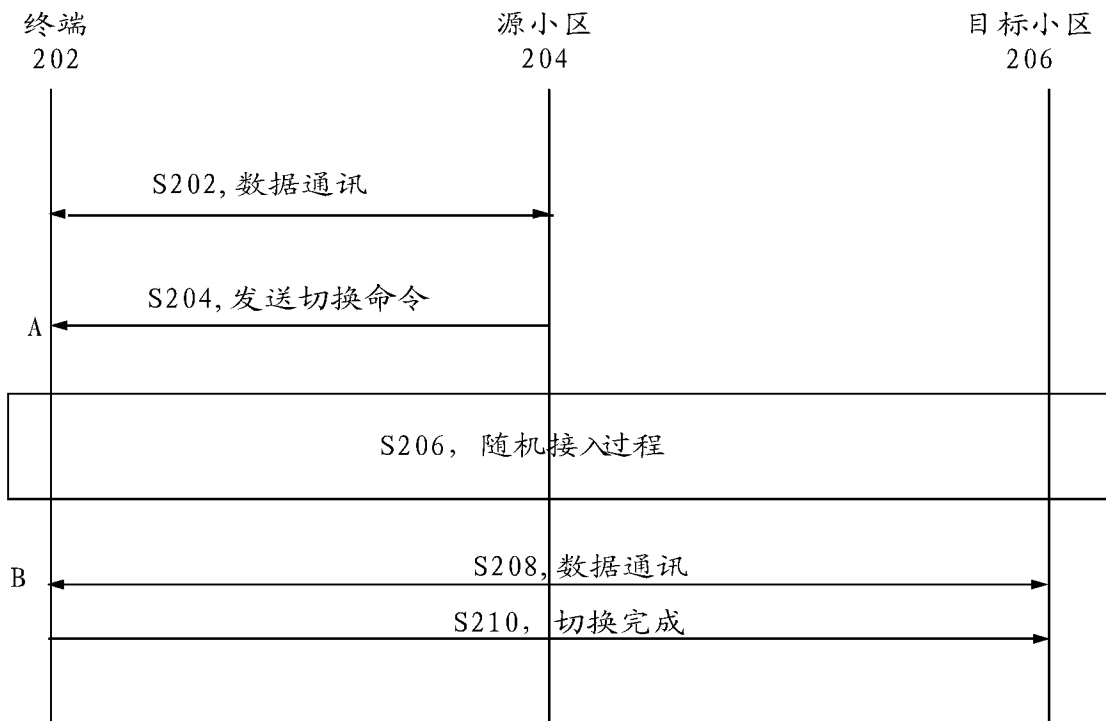 终端
202
源小区
204
目标小区
206
S202,数据通讯
S204,发送切换命令
A
S206, 随机接入过程
B
S208,数据通讯
S210, 切换完成